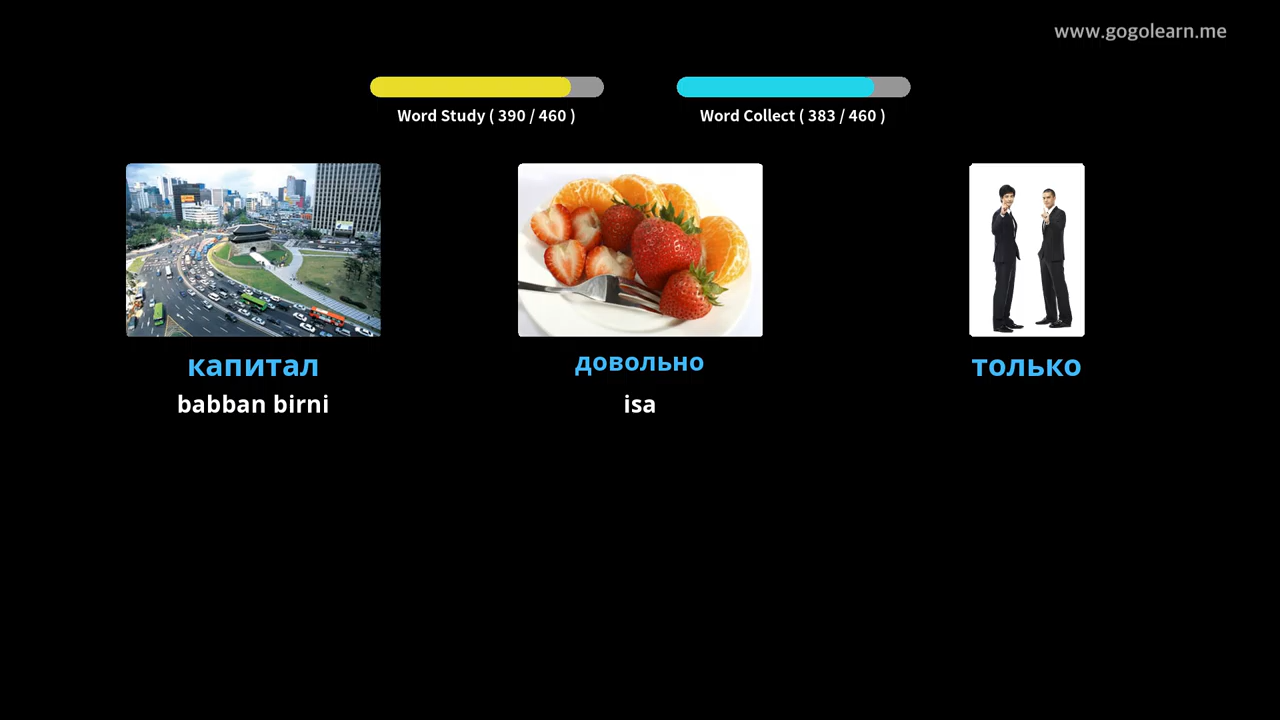 www.gogolearn.me
Word Study ( 390 / 460 )
Word Collect ( 383 / 460 )
капитал
довольно
только
babban birni
isa